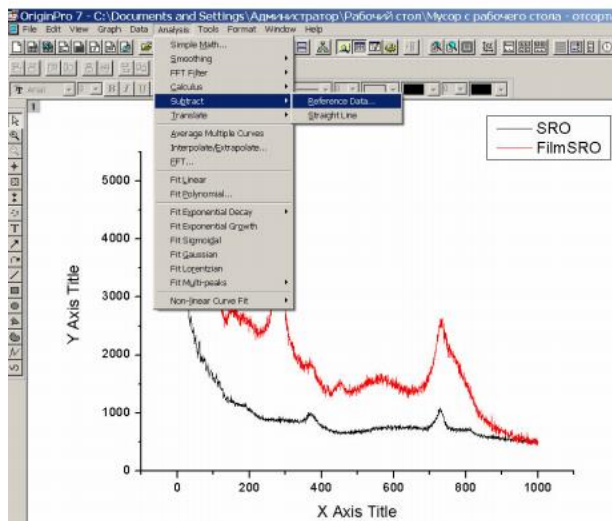 OriginPro 7 - C:\Documents and Settings\Администратор\Рабочий стол\Мусор с рабочего стола - отсорт
File Edit View Graph Data Analysis Tools Format Window Help
Simple Math...
Smoothing
FFT Filter
Calculus
Subtract
Reference Data...
Translate
Straight Line
Average Multiple Curves
Interpolate/Extrapolate...
FFT...
Fit Linear
Fit Polynomial...
Fit Exponential Decay
Fit Exponential Growth
Fit Sigmoidal
Fit Gaussian
Fit Lorentzian
Fit Multi-peaks
Non-linear Curve Fit
1
SRO
FilmSRO
5000
4000
3000
2000
1000
0
Y Axis Title
0 200 400 600 800 1000
X Axis Title